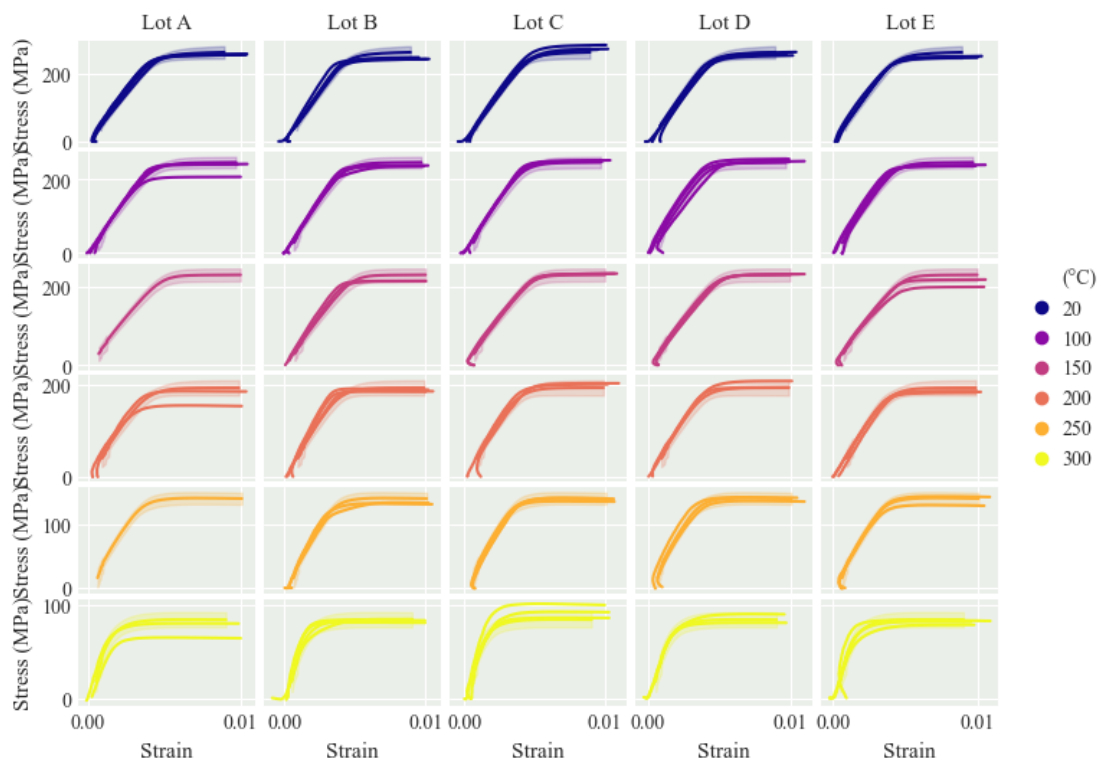 Lot A Lot B Lot C Lot D Lot E
Stress (MPa)
200
0
Stress (MPa)
200
0
Stress (MPa)
200
0
Stress (MPa)
200
0
Stress (MPa)
100
0
Stress (MPa)
100
0
0.00 0.01 0.00 0.01 0.00 0.01 0.00 0.01 0.00 0.01
Strain Strain Strain Strain Strain
(°C)
20
100
150
200
250
300